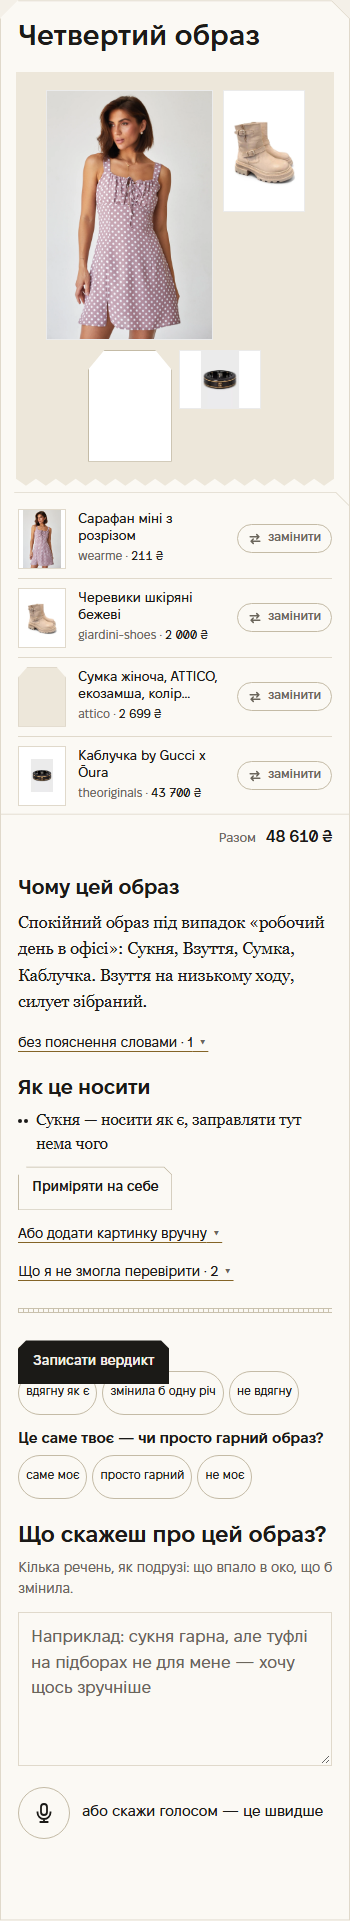 Четвертий образ
Сарафан міні з
розрізом
wearme · 211 ₴
замінити
Черевики шкіряні
бежеві
giardini-shoes · 2 000 ₴
замінити
Сумка жіноча, ATTICO,
екозамша, колір...
attico · 2 699 ₴
замінити
Каблучка by Gucci x
Ōura
theoriginals · 43 700 ₴
замінити
Разом 48 610 ₴
Чому цей образ
Спокійний образ під випадок «робочий
день в офісі»: Сукня, Взуття, Сумка,
Каблучка. Взуття на низькому ходу,
силует зібраний.
без пояснення словами · 1
Як це носити
Сукня — носити як є, заправляти тут
нема чого
Приміряти на себе
Або додати картинку вручну
Що я не змогла перевірити · 2
Записати вердикт
вдягну як є
змінила б одну річ
не вдягну
Це саме твоє — чи просто гарний образ?
саме моє
просто гарний
не моє
Що скажеш про цей образ?
Кілька речень, як подрузі: що впало в око, що б
змінила.
Наприклад: сукня гарна, але туфлі
на підборах не для мене — хочу
щось зручніше
або скажи голосом — це швидше